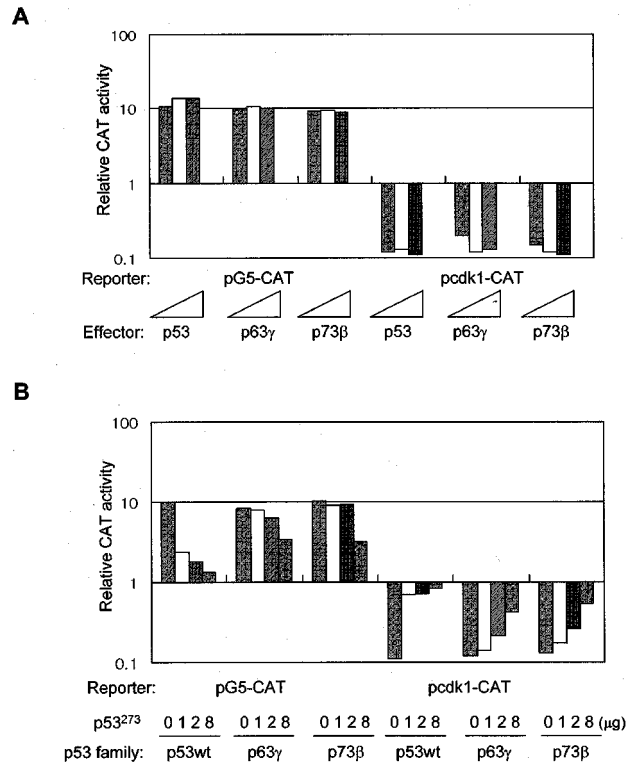 A
Relative CAT activity
100
10
1
0.1
Reporter: pG5-CAT pcdk1-CAT
Effector: p53 p63γ p73β p53 p63γ p73β
B
Relative CAT activity
100
10
1
0.1
Reporter: pG5-CAT pcdk1-CAT
p53²⁷³ 0 1 2 8 0 1 2 8 0 1 2 8 0 1 2 8 0 1 2 8 0 1 2 8 (μg)
p53 family: p53wt p63γ p73β p53wt p63γ p73β